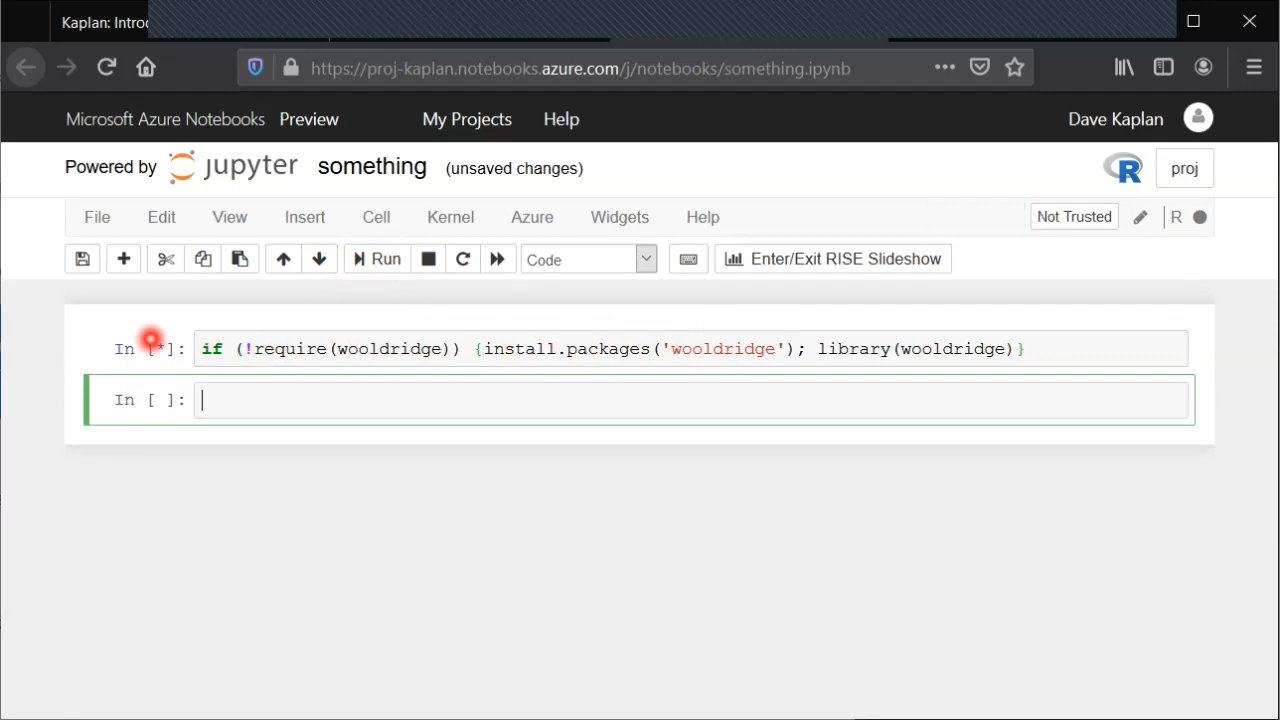 Kaplan: Introc
https://proj-kaplan.notebooks.azure.com/j/notebooks/something.ipynb
Microsoft Azure Notebooks Preview My Projects Help Dave Kaplan
Powered by jupyter something (unsaved changes) R proj
File Edit View Insert Cell Kernel Azure Widgets Help Not Trusted R
Run Code Enter/Exit RISE Slideshow
In [*]: if (!require(wooldridge)) {install.packages('wooldridge'); library(wooldridge)}
In [ ]: